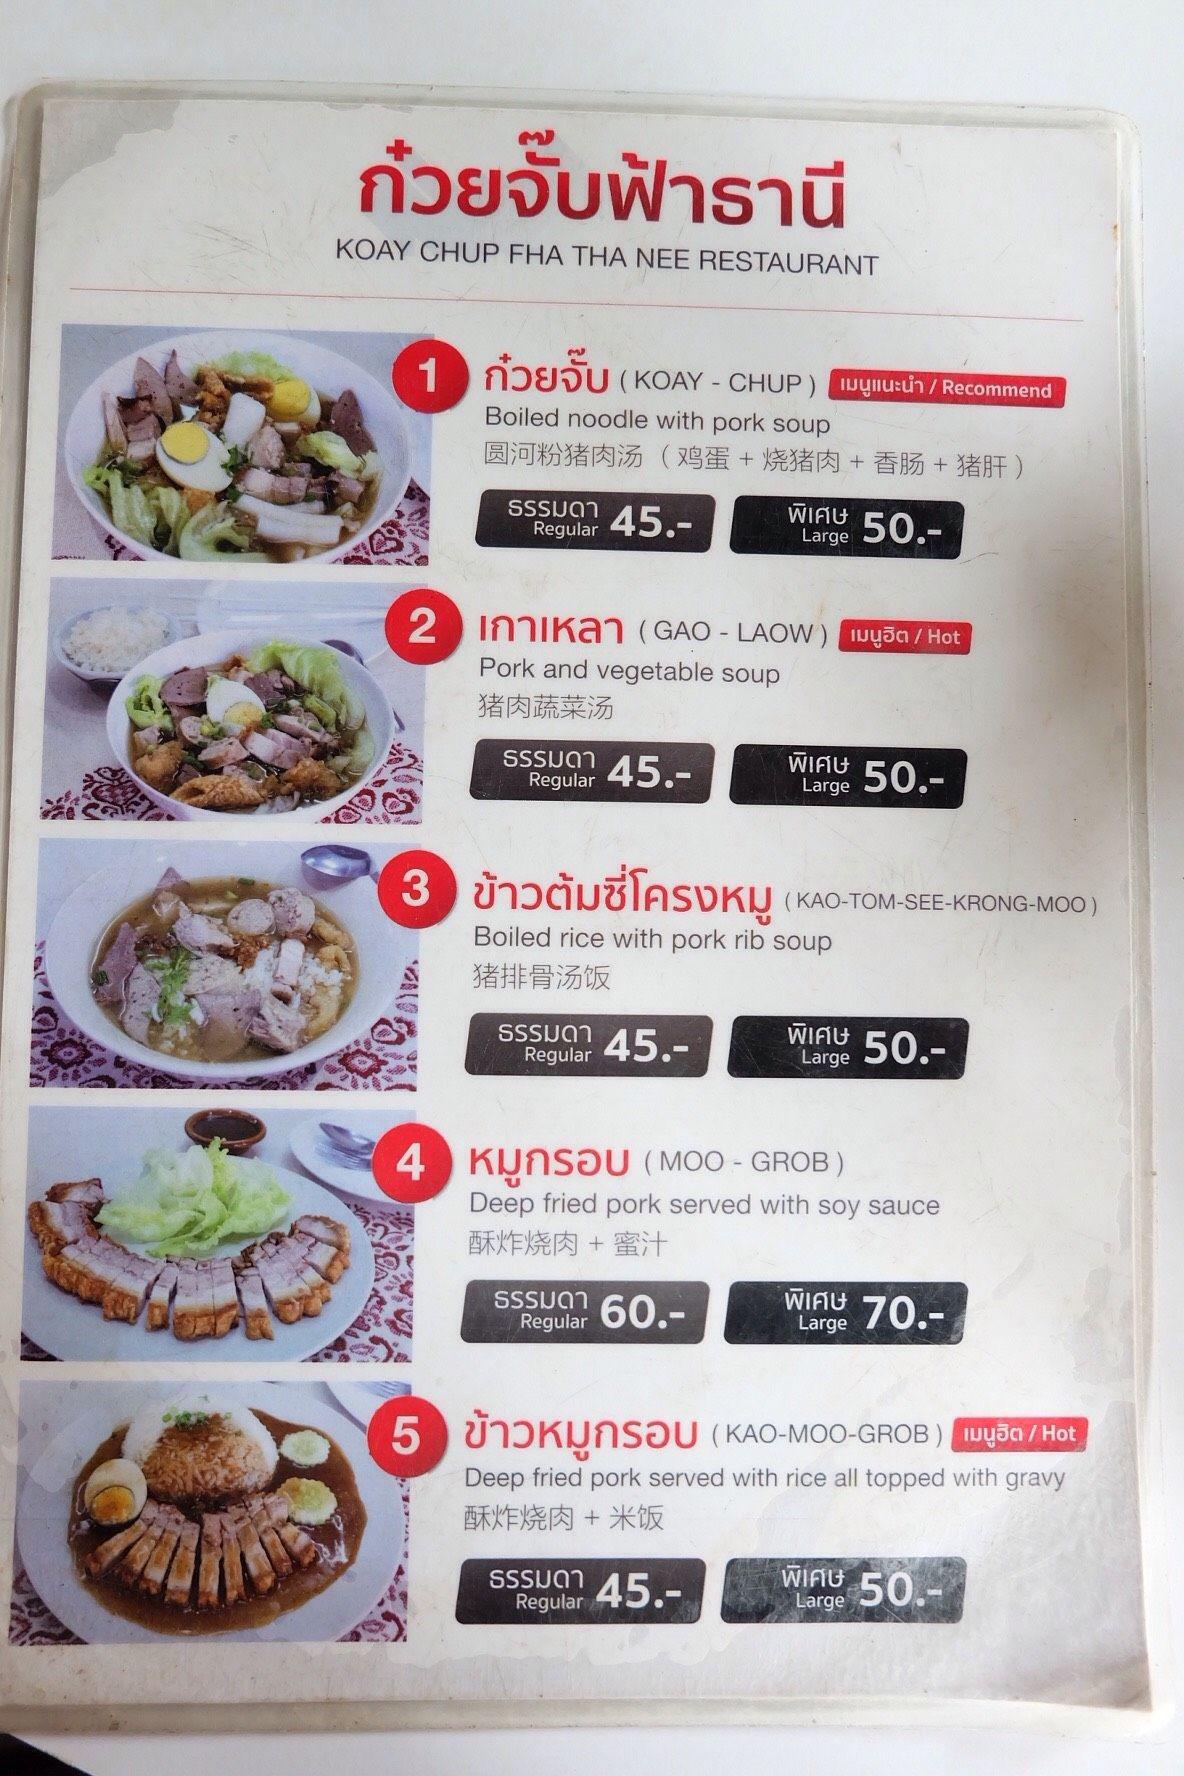 ก๋วยจั๊บฟ้าธานี
KOAY CHUP FHA THA NEE RESTAURANT
1 ก๋วยจั๊บ ( KOAY - CHUP ) เมนูแนะนำ / Recommend
Boiled noodle with pork soup
圆河粉猪肉汤 （ 鸡蛋 + 烧猪肉 + 香肠 + 猪肝 ）
ธรรมดา Regular 45.- พิเศษ Large 50.-
2 เกาเหลา ( GAO - LAOW ) เมนูฮิต / Hot
Pork and vegetable soup
猪肉蔬菜汤
ธรรมดา Regular 45.- พิเศษ Large 50.-
3 ข้าวต้มซี่โครงหมู ( KAO-TOM-SEE-KRONG-MOO )
Boiled rice with pork rib soup
猪排骨汤饭
ธรรมดา Regular 45.- พิเศษ Large 50.-
4 หมูกรอบ ( MOO - GROB )
Deep fried pork served with soy sauce
酥炸烧肉 + 蜜汁
ธรรมดา Regular 60.- พิเศษ Large 70.-
5 ข้าวหมูกรอบ ( KAO-MOO-GROB ) เมนูฮิต / Hot
Deep fried pork served with rice all topped with gravy
酥炸烧肉 + 米饭
ธรรมดา Regular 45.- พิเศษ Large 50.-